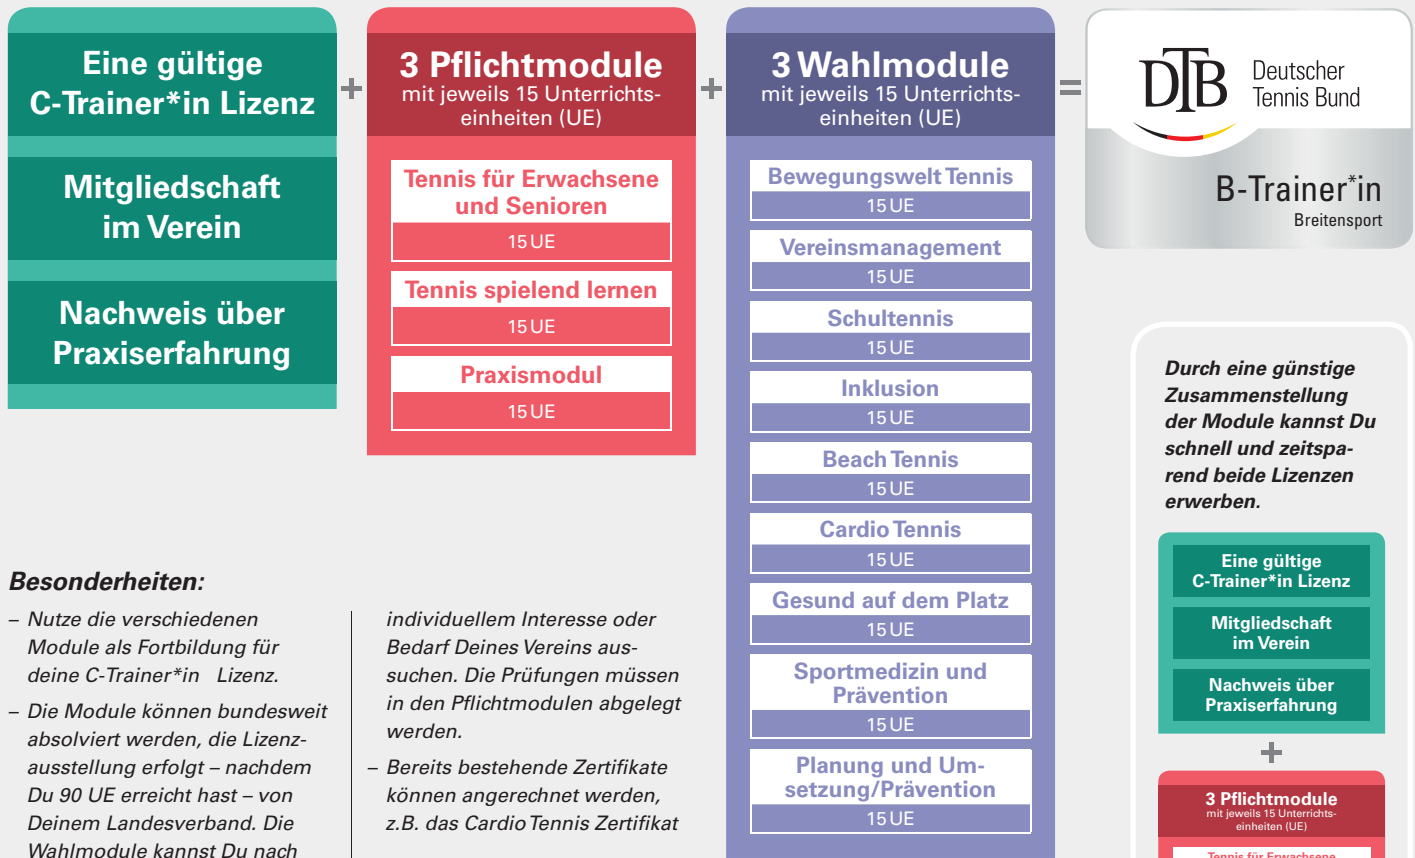 Eine gültige
C-Trainer*in Lizenz
Mitgliedschaft
im Verein
Nachweis über
Praxiserfahrung
+
3 Pflichtmodule
mit jeweils 15 Unterrichts-
einheiten (UE)
Tennis für Erwachsene
und Senioren
15 UE
Tennis spielend lernen
15 UE
Praxismodul
15 UE
+
3 Wahlmodule
mit jeweils 15 Unterrichts-
einheiten (UE)
Bewegungswelt Tennis
15 UE
Vereinsmanagement
15 UE
Schultennis
15 UE
Inklusion
15 UE
Beach Tennis
15 UE
Cardio Tennis
15 UE
Gesund auf dem Platz
15 UE
Sportmedizin und
Prävention
15 UE
Planung und Um-
setzung/Prävention
15 UE
=
DTB
Deutscher
Tennis Bund
B-Trainer*in
Breitensport
Besonderheiten:
– Nutze die verschiedenen
Module als Fortbildung für
deine C-Trainer*in Lizenz.
– Die Module können bundesweit
absolviert werden, die Lizenz-
ausstellung erfolgt – nachdem
Du 90 UE erreicht hast – von
Deinem Landesverband. Die
Wahlmodule kannst Du nach
individuellem Interesse oder
Bedarf Deines Vereins aus-
suchen. Die Prüfungen müssen
in den Pflichtmodulen abgelegt
werden.
– Bereits bestehende Zertifikate
können angerechnet werden,
z.B. das Cardio Tennis Zertifikat
Durch eine günstige
Zusammenstellung
der Module kannst Du
schnell und zeitspa-
rend beide Lizenzen
erwerben.
Eine gültige
C-Trainer*in Lizenz
Mitgliedschaft
im Verein
Nachweis über
Praxiserfahrung
+
3 Pflichtmodule
mit jeweils 15 Unterrichts-
einheiten (UE)
Tennis für Erwachsene